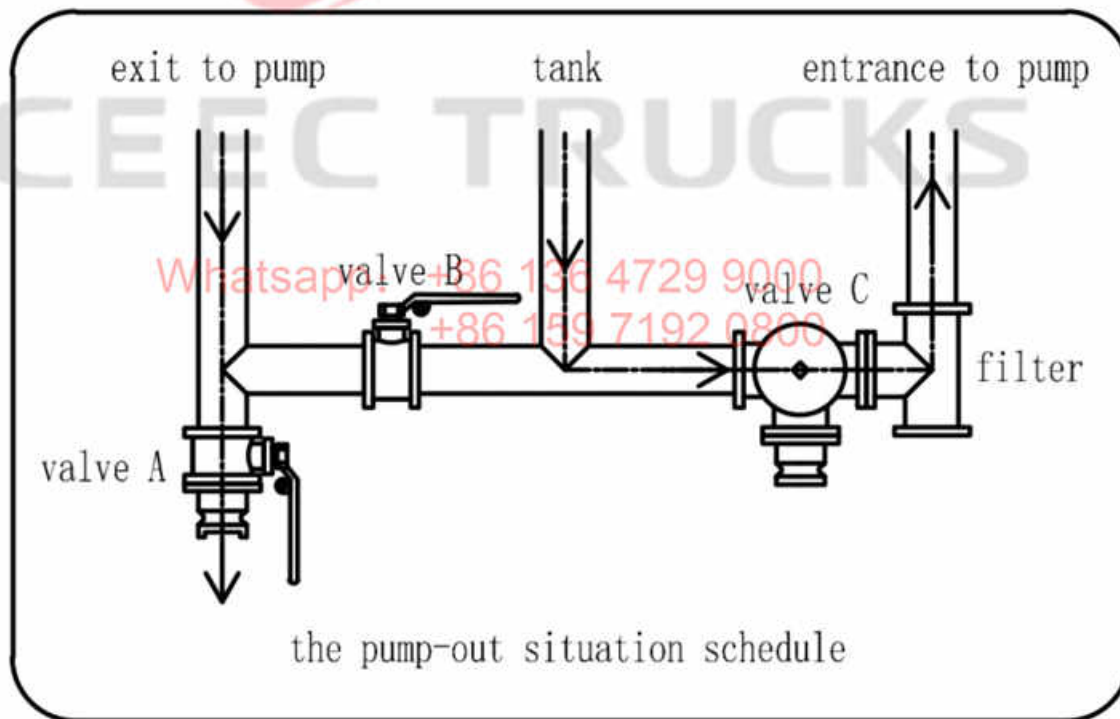 exit to pump
tank
entrance to pump
CEEC TRUCKS
Whatsapp: +86 136 4729 9000
+86 159 7192 0800
valve B
valve C
filter
valve A
the pump-out situation schedule